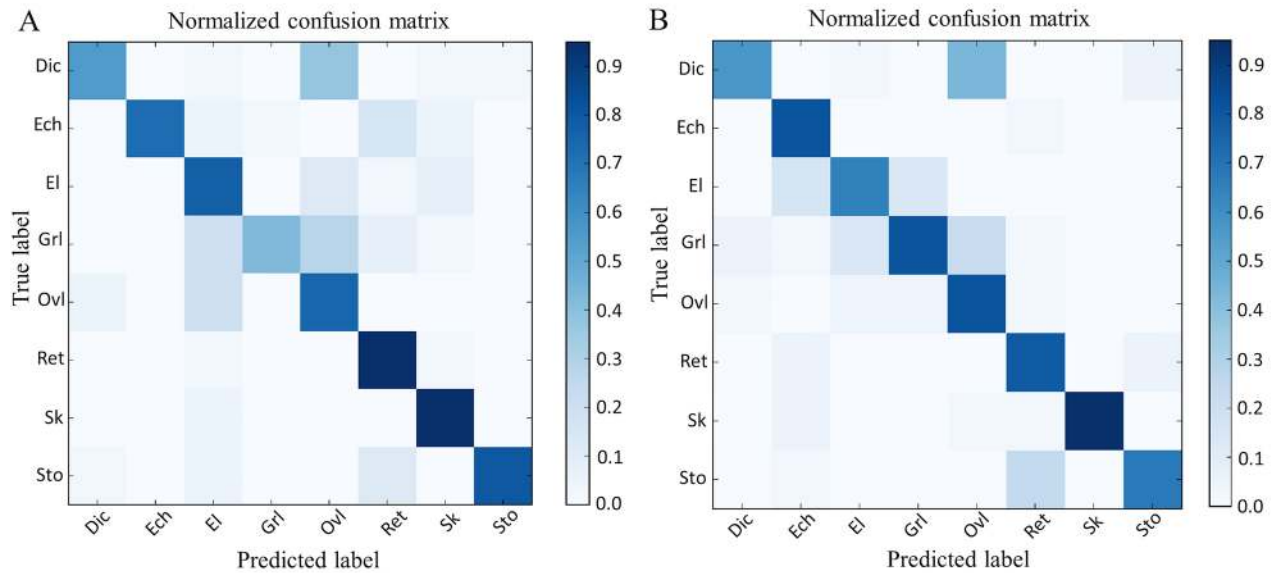 A
Normalized confusion matrix
True label
Dic
Ech
El
Grl
Ovl
Ret
Sk
Sto
Dic
Ech
El
Grl
Ovl
Ret
Sk
Sto
Predicted label
0.9
0.8
0.7
0.6
0.5
0.4
0.3
0.2
0.1
0.0
B
Normalized confusion matrix
True label
Dic
Ech
El
Grl
Ovl
Ret
Sk
Sto
Dic
Ech
El
Grl
Ovl
Ret
Sk
Sto
Predicted label
0.9
0.8
0.7
0.6
0.5
0.4
0.3
0.2
0.1
0.0